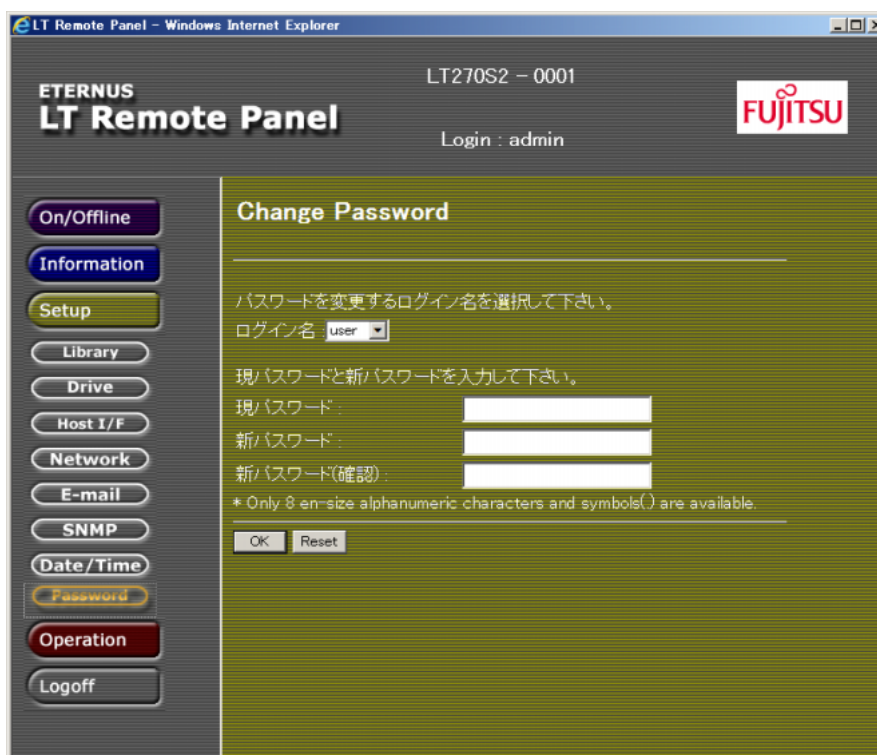 LT Remote Panel - Windows Internet Explorer
ETERNUS
LT Remote Panel
LT270S2 - 0001
Login : admin
FUJITSU
On/Offline
Information
Setup
Library
Drive
Host I/F
Network
E-mail
SNMP
Date/Time
Password
Operation
Logoff
Change Password
パスワードを変更するログイン名を選択して下さい。
ログイン名 : user
現パスワードと新パスワードを入力して下さい。
現パスワード :
新パスワード :
新パスワード(確認) :
* Only 8 en-size alphanumeric characters and symbols(.) are available.
OK Reset